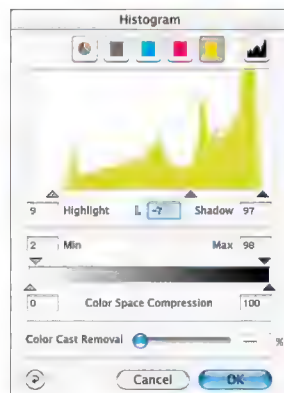 Histogram
9 Highlight L -7 Shadow 97
2 Min Max 98
0 Color Space Compression 100
Color Cast Removal --- %
Cancel OK